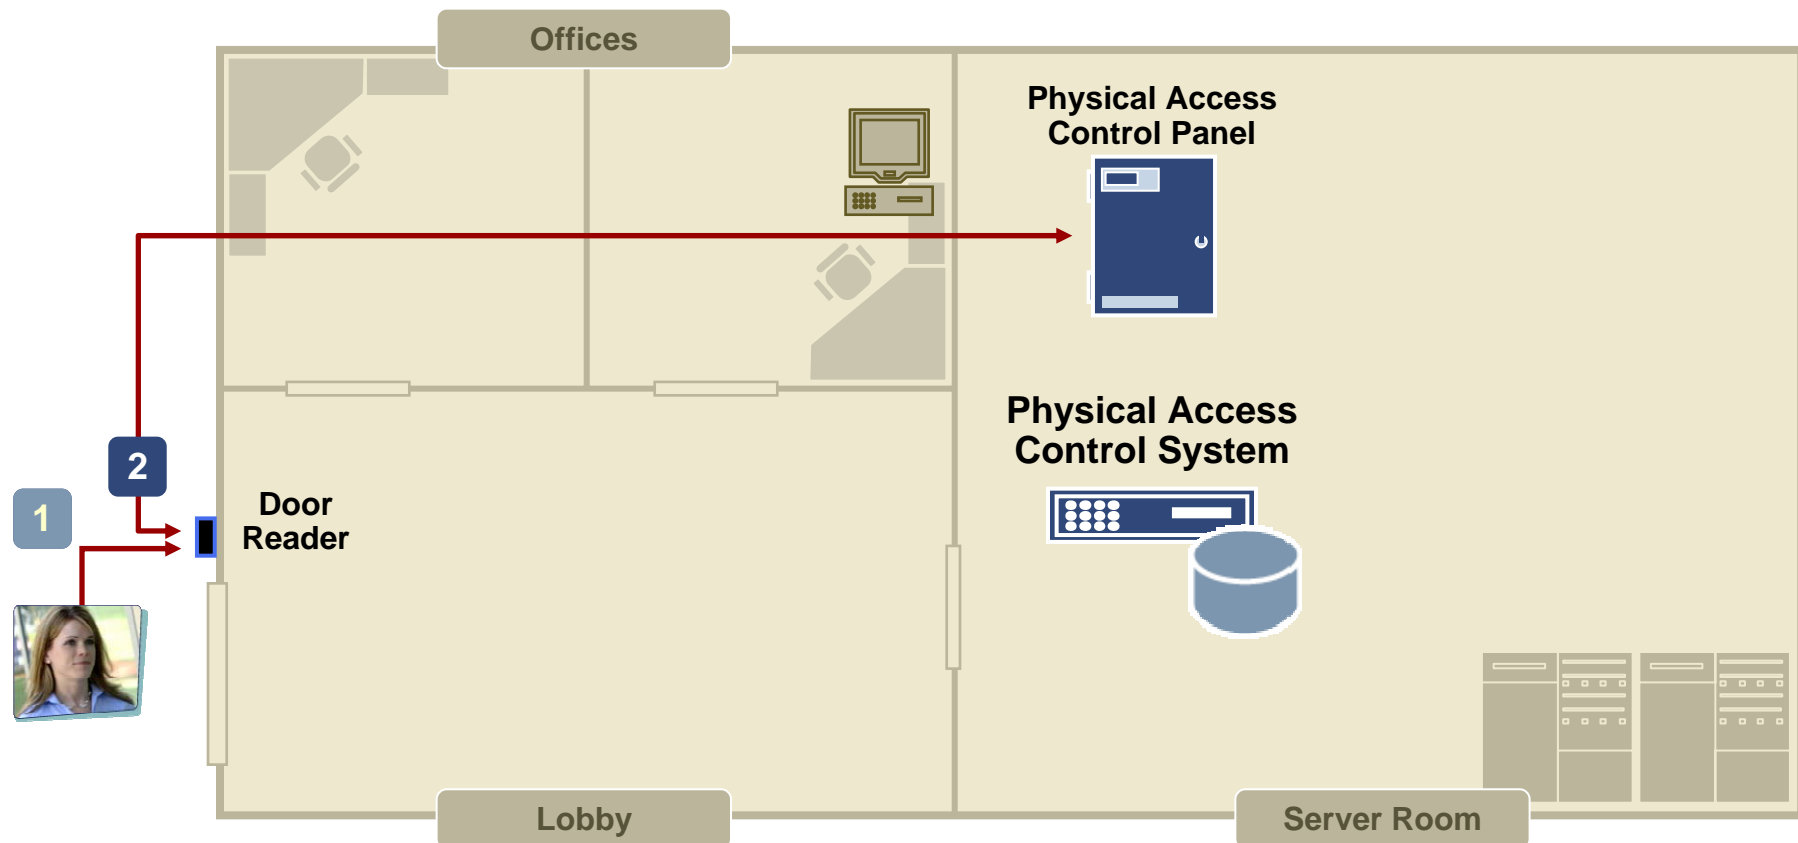 Offices
Physical Access
Control Panel
Physical Access
Control System
2
1
Door
Reader
Lobby
Server Room